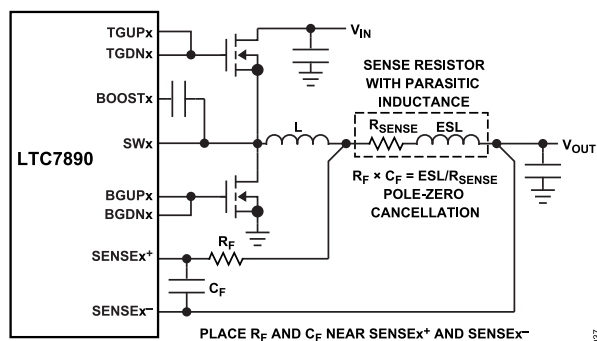 TGUPx
TGDNx
BOOSTx
SWx
LTC7890
BGUPx
BGDNx
SENSEx+
SENSEx–
VIN
SENSE RESISTOR
WITH PARASITIC
INDUCTANCE
L
RSENSE
ESL
VOUT
RF × CF = ESL/RSENSE
POLE-ZERO
CANCELLATION
RF
CF
PLACE RF AND CF NEAR SENSEx+ AND SENSEx–
037